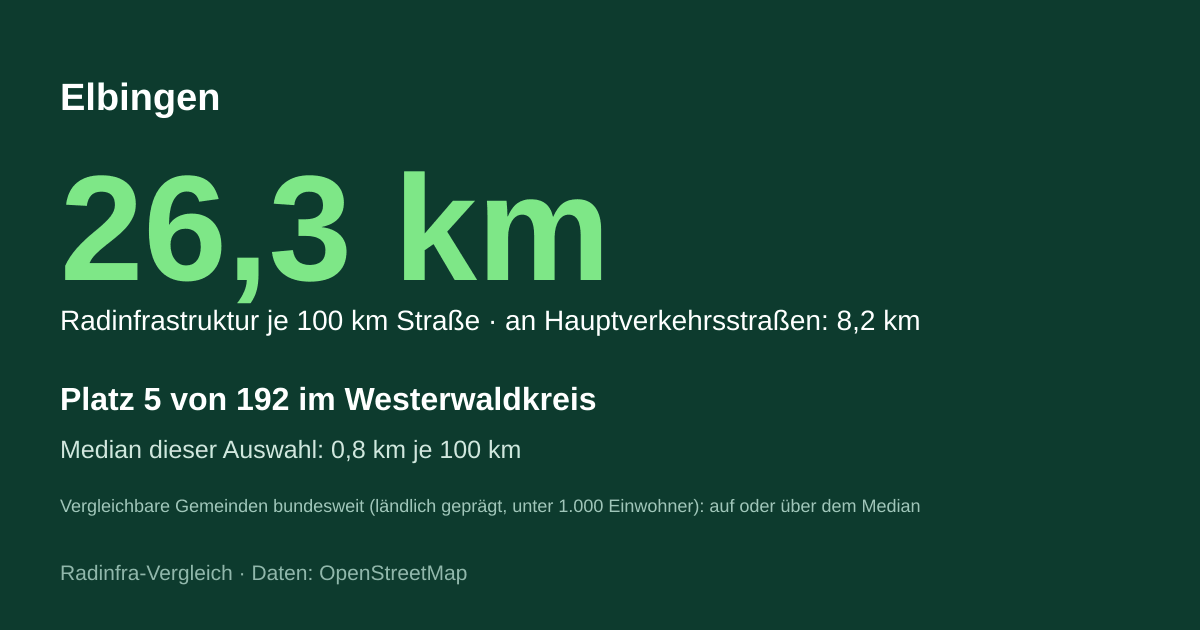 Elbingen
26,3 km
Radinfrastruktur je 100 km Straße · an Hauptverkehrsstraßen: 8,2 km
Platz 5 von 192 im Westerwaldkreis
Median dieser Auswahl: 0,8 km je 100 km
Vergleichbare Gemeinden bundesweit (ländlich geprägt, unter 1.000 Einwohner): auf oder über dem Median
Radinfra-Vergleich · Daten: OpenStreetMap